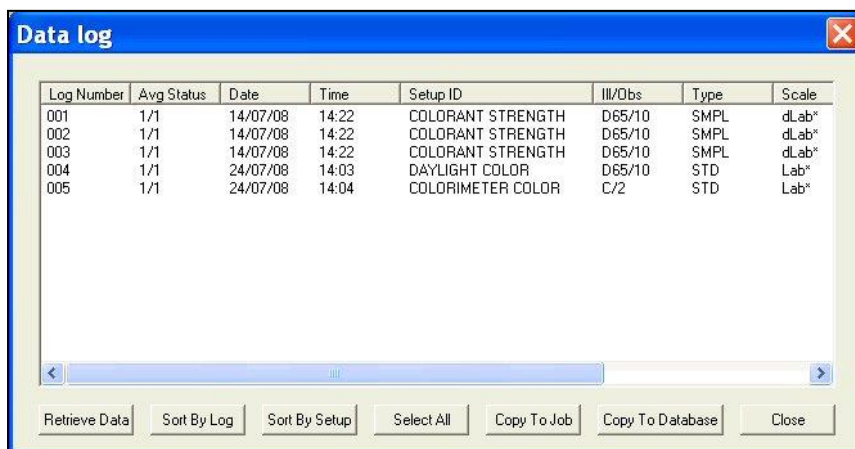 Data log
Log Number Avg Status Date Time Setup ID Ill/Obs Type Scale
001 1/1 14/07/08 14:22 COLORANT STRENGTH D65/10 SMPL dLab*
002 1/1 14/07/08 14:22 COLORANT STRENGTH D65/10 SMPL dLab*
003 1/1 14/07/08 14:22 COLORANT STRENGTH D65/10 SMPL dLab*
004 1/1 24/07/08 14:03 DAYLIGHT COLOR D65/10 STD Lab*
005 1/1 24/07/08 14:04 COLORIMETER COLOR C/2 STD Lab*
Retrieve Data Sort By Log Sort By Setup Select All Copy To Job Copy To Database Close